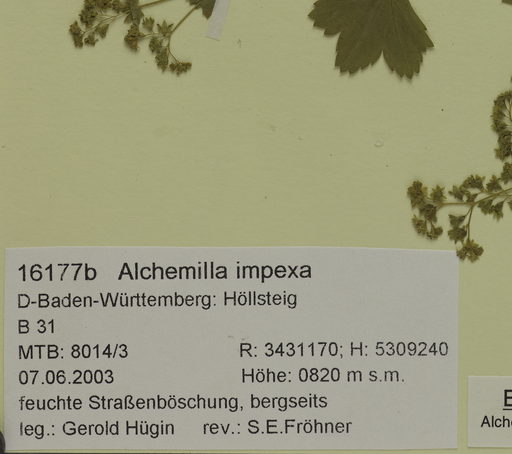 16177b Alchemilla impexa
D-Baden-Württemberg: Höllsteig
B 31
MTB: 8014/3 R: 3431170; H: 5309240
07.06.2003 Höhe: 0820 m s.m.
feuchte Straßenböschung, bergseits
leg.: Gerold Hügin rev.: S.E.Fröhner